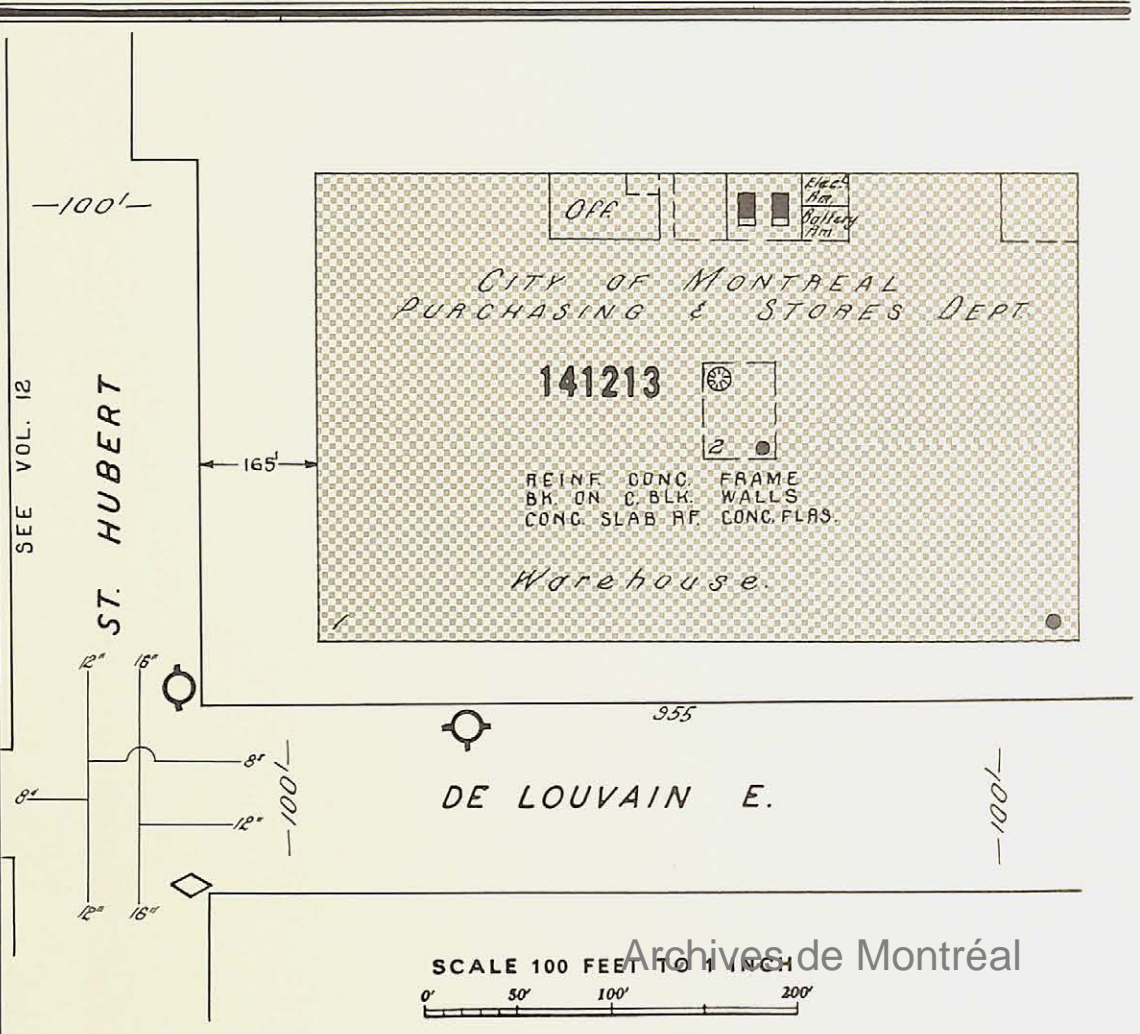 —100'—
OFF.
Elect.
Rm.
Battery
Rm
CITY OF MONTREAL
PURCHASING & STORES DEPT.
141213
2
165'
REINF. CONC. FRAME
BK. ON C. BLK. WALLS
CONC. SLAB RF. CONC. FLRS.
Warehouse.
1
SEE VOL. 12
ST. HUBERT
12" 16"
955
8"
—100'—
8"
12"
DE LOUVAIN E.
—100'—
12" 16"
SCALE 100 FEET TO 1 INCH
Archives de Montréal
0' 50' 100' 200'